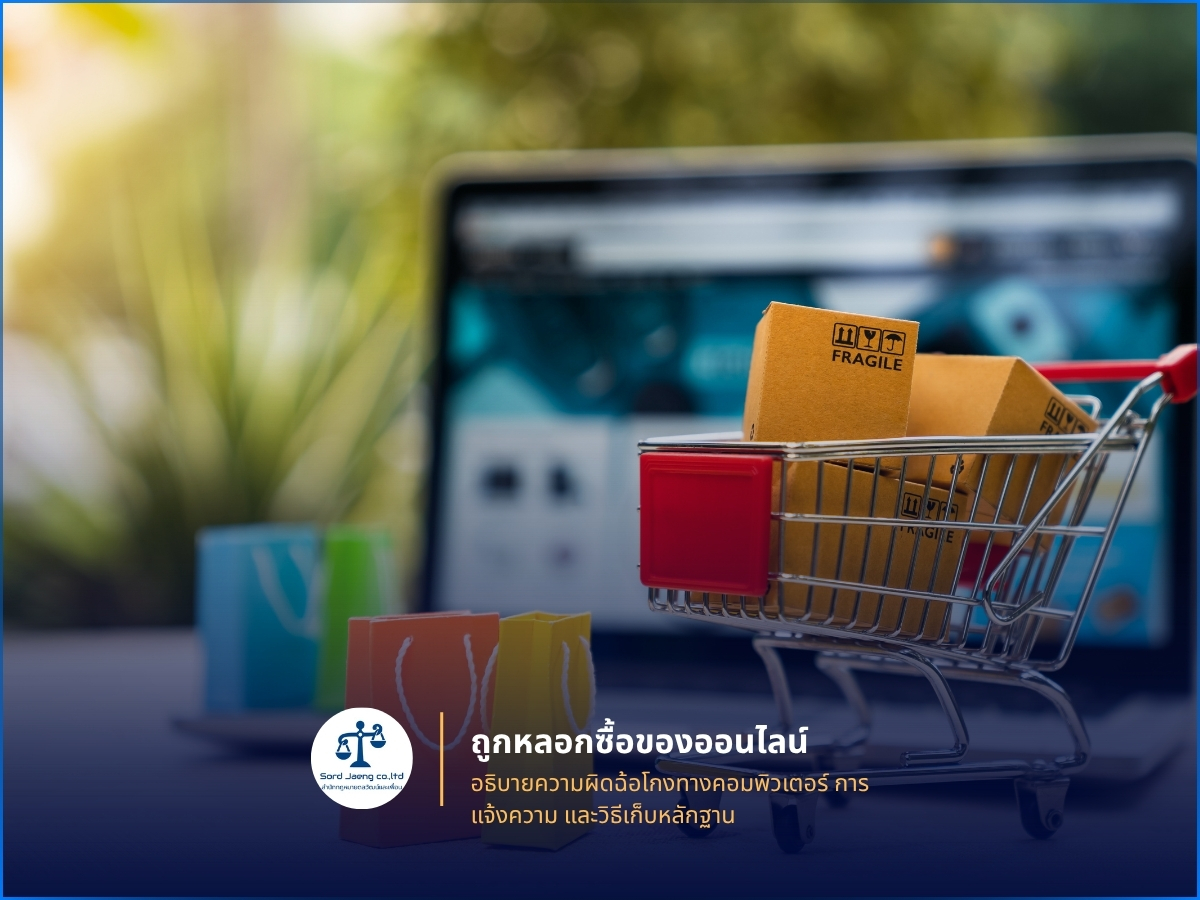 FRAGILE
FRAGILE
Sord Jaeng co.,ltd
ถูกหลอกซื้อของออนไลน์
อธิบายความผิดฉ้อโกงทางคอมพิวเตอร์ การ
แจ้งความ และวิธีเก็บหลักฐาน